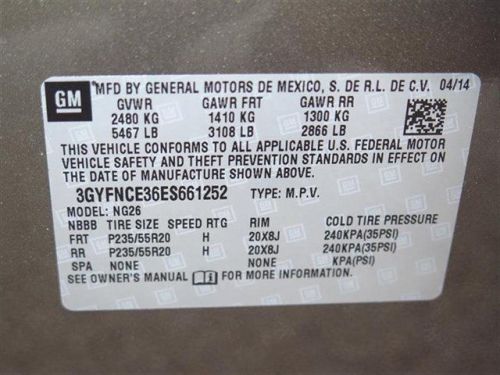 GM
MFD BY GENERAL MOTORS DE MEXICO, S. DE R.L. DE C.V. 04/14
GVWR GAWR FRT GAWR RR
2480 KG 1410 KG 1300 KG
5467 LB 3108 LB 2866 LB
THIS VEHICLE CONFORMS TO ALL APPLICABLE U.S. FEDERAL MOTOR
VEHICLE SAFETY AND THEFT PREVENTION STANDARDS IN EFFECT ON
THE DATE OF MANUFACTURE SHOWN ABOVE.
3GYFNCE36ES661252 TYPE: M.P.V.
MODEL: NG26
NBBB TIRE SIZE SPEED RTG RIM COLD TIRE PRESSURE
FRT P235/55R20 H 20X8J 240KPA(35PSI)
RR P235/55R20 H 20X8J 240KPA(35PSI)
SPA NONE NONE KPA(PSI)
SEE OWNER'S MANUAL FOR MORE INFORMATION.